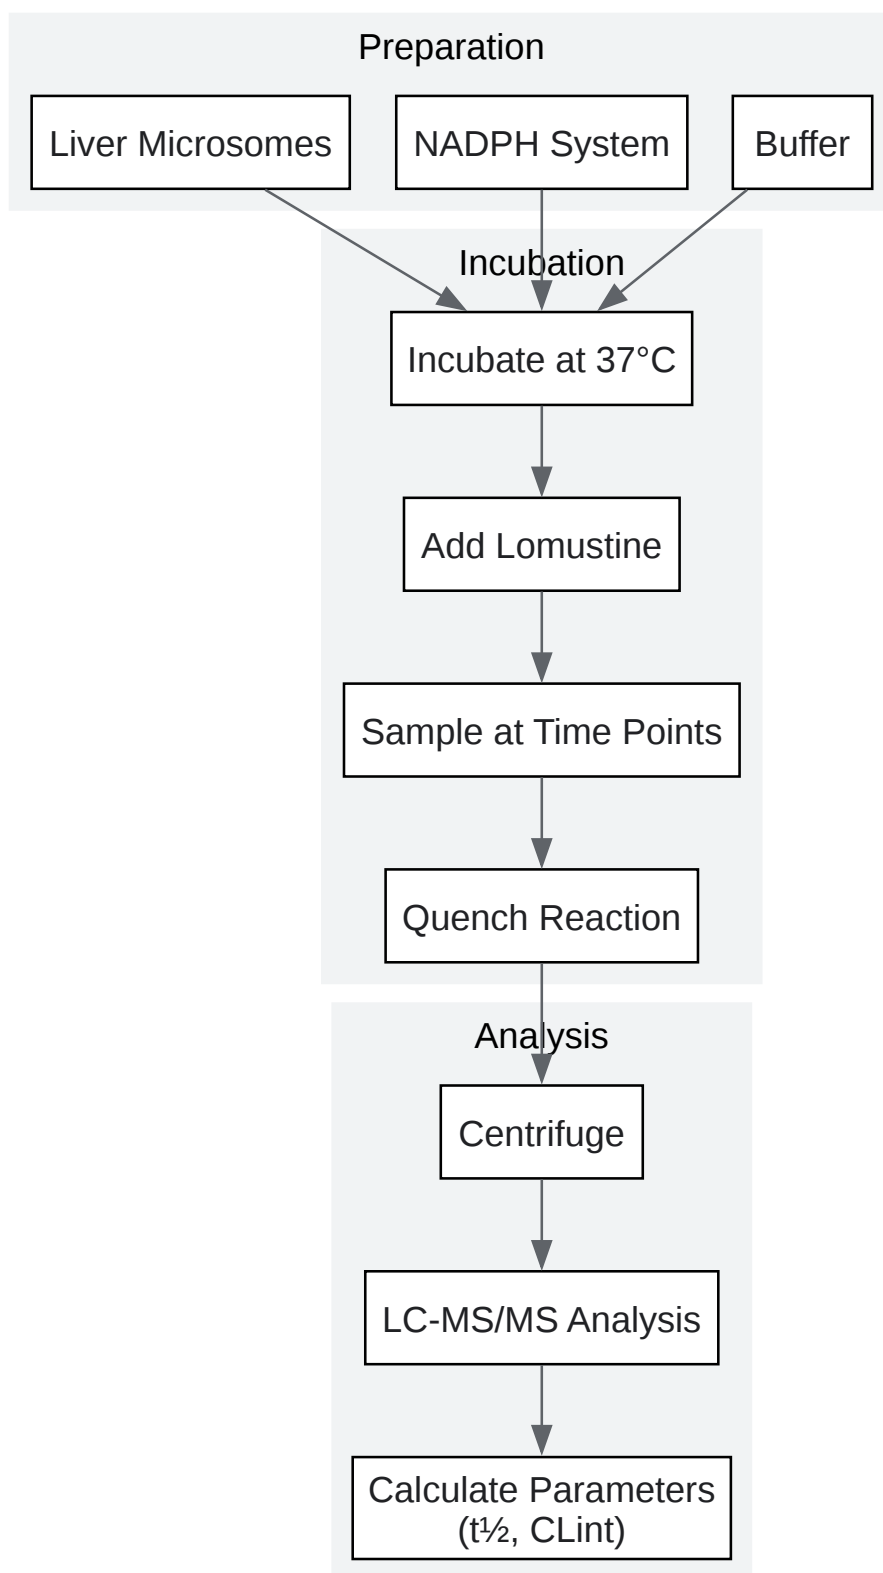 Preparation
Liver Microsomes
NADPH System
Buffer
Incubation
Incubate at 37°C
Add Lomustine
Sample at Time Points
Quench Reaction
Analysis
Centrifuge
LC-MS/MS Analysis
Calculate Parameters
(t½, CLint)